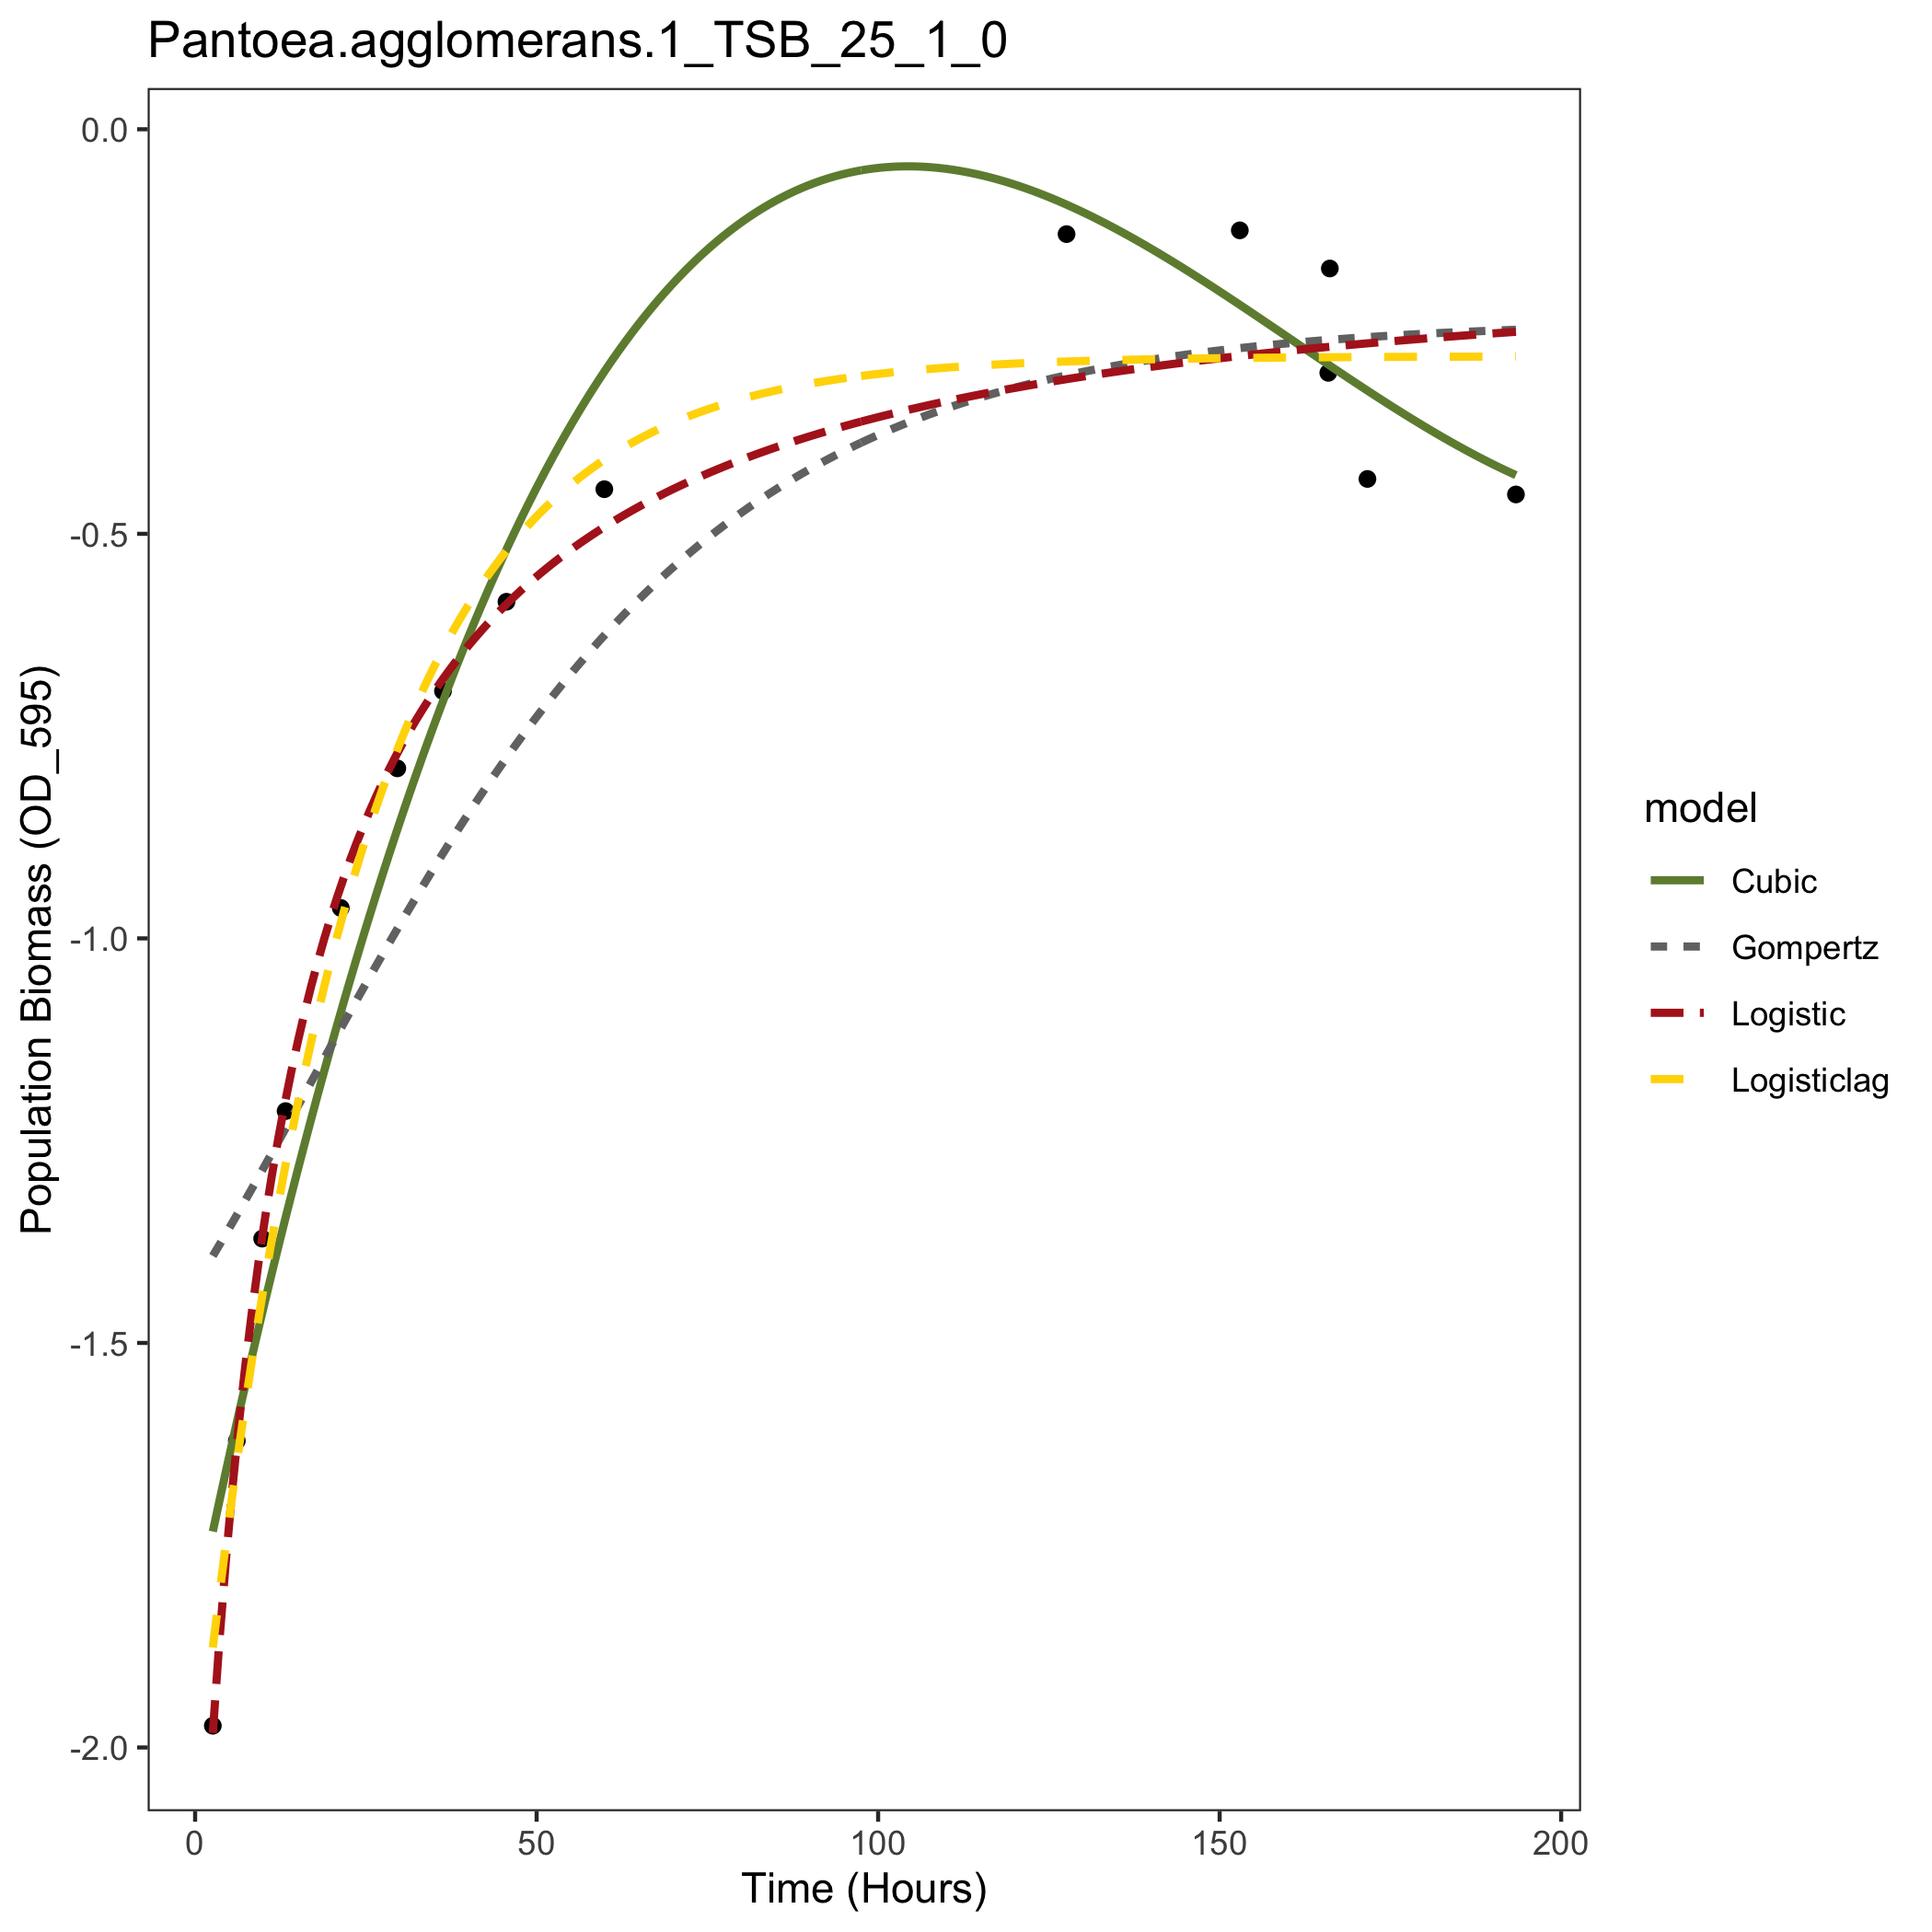 Pantoea.agglomerans.1_TSB_25_1_0
0.0
-0.5
-1.0
-1.5
-2.0
Population Biomass (OD_595)
0 50 100 150 200
Time (Hours)
model
Cubic
Gompertz
Logistic
Logisticlag